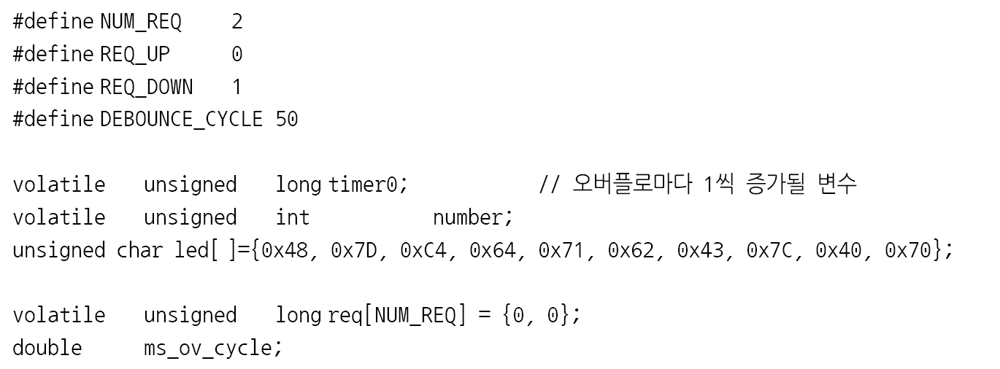 #define NUM_REQ 2
#define REQ_UP 0
#define REQ_DOWN 1
#define DEBOUNCE_CYCLE 50
volatile unsigned long timer0; // 오버플로마다 1씩 증가될 변수
volatile unsigned int number;
unsigned char led[ ]={0x48, 0x7D, 0xC4, 0x64, 0x71, 0x62, 0x43, 0x7C, 0x40, 0x70};
volatile unsigned long req[NUM_REQ] = {0, 0};
double ms_ov_cycle;